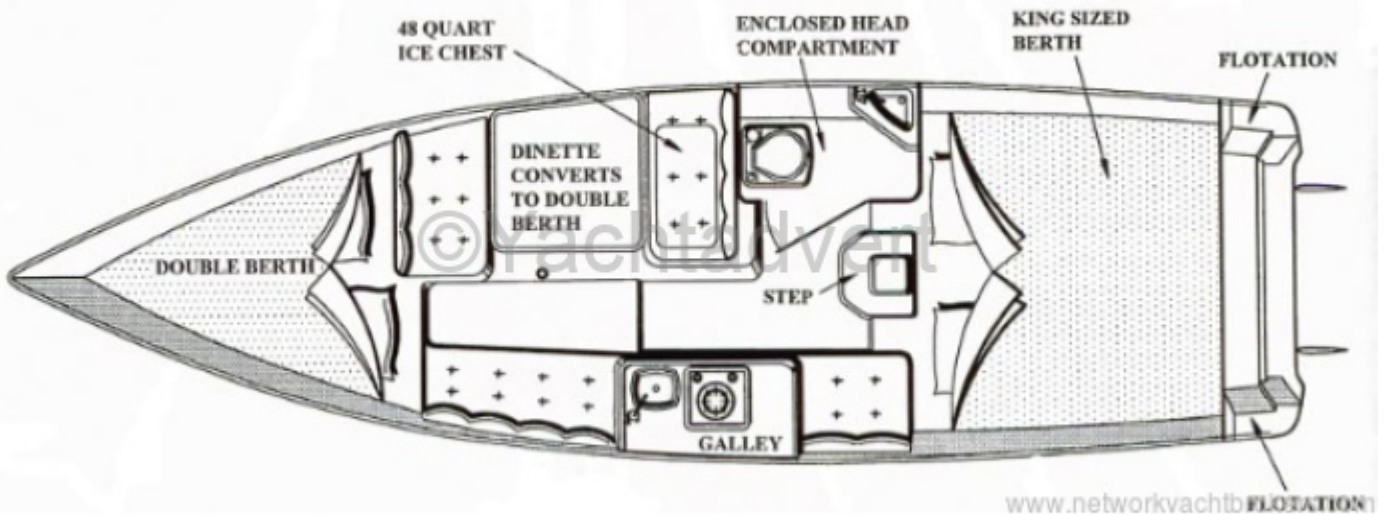 48 QUART
ICE CHEST
ENCLOSED HEAD
COMPARTMENT
KING SIZED
BERTH
FLOTATION
DINETTE
CONVERTS
TO DOUBLE
BERTH
©Yachtadvert
DOUBLE BERTH
STEP
GALLEY
FLOTATION